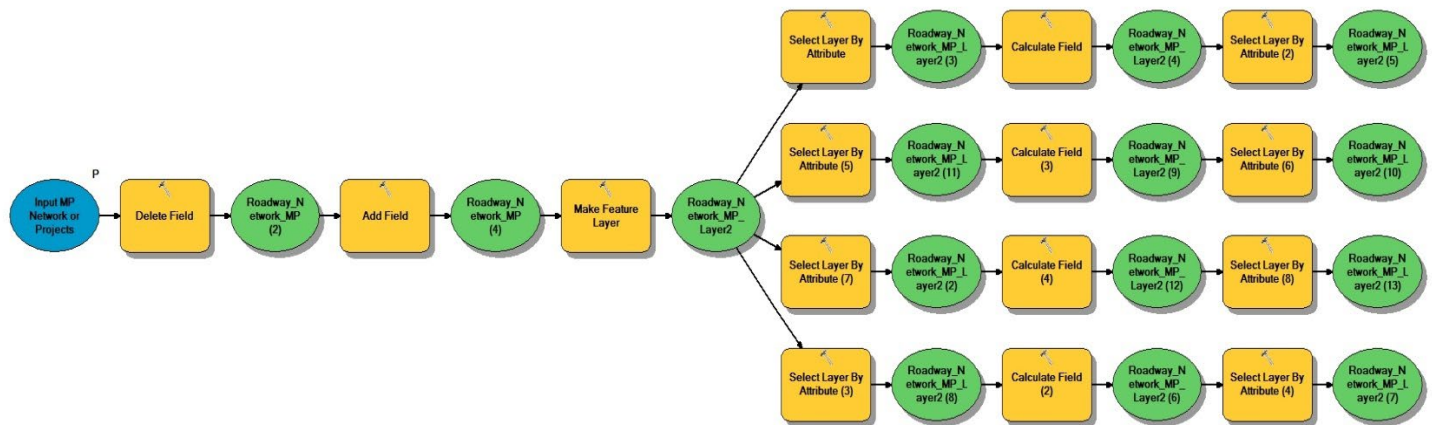 P
Input MP
Network or
Projects
Delete Field
Roadway_N
etwork_MP
(2)
Add Field
Roadway_N
etwork_MP
(4)
Make Feature
Layer
Roadway_N
etwork_MP_
Layer2
Select Layer By
Attribute
Roadway_N
etwork_MP_L
ayer2 (3)
Calculate Field
Roadway_N
etwork_MP_
Layer2 (4)
Select Layer By
Attribute (2)
Roadway_N
etwork_MP_L
ayer2 (5)
Select Layer By
Attribute (5)
Roadway_N
etwork_MP_L
ayer2 (11)
Calculate Field
(3)
Roadway_N
etwork_MP_
Layer2 (9)
Select Layer By
Attribute (6)
Roadway_N
etwork_MP_L
ayer2 (10)
Select Layer By
Attribute (7)
Roadway_N
etwork_MP_L
ayer2 (2)
Calculate Field
(4)
Roadway_N
etwork_MP_
Layer2 (12)
Select Layer By
Attribute (8)
Roadway_N
etwork_MP_L
ayer2 (13)
Select Layer By
Attribute (3)
Roadway_N
etwork_MP_L
ayer2 (8)
Calculate Field
(2)
Roadway_N
etwork_MP_
Layer2 (6)
Select Layer By
Attribute (4)
Roadway_N
etwork_MP_L
ayer2 (7)